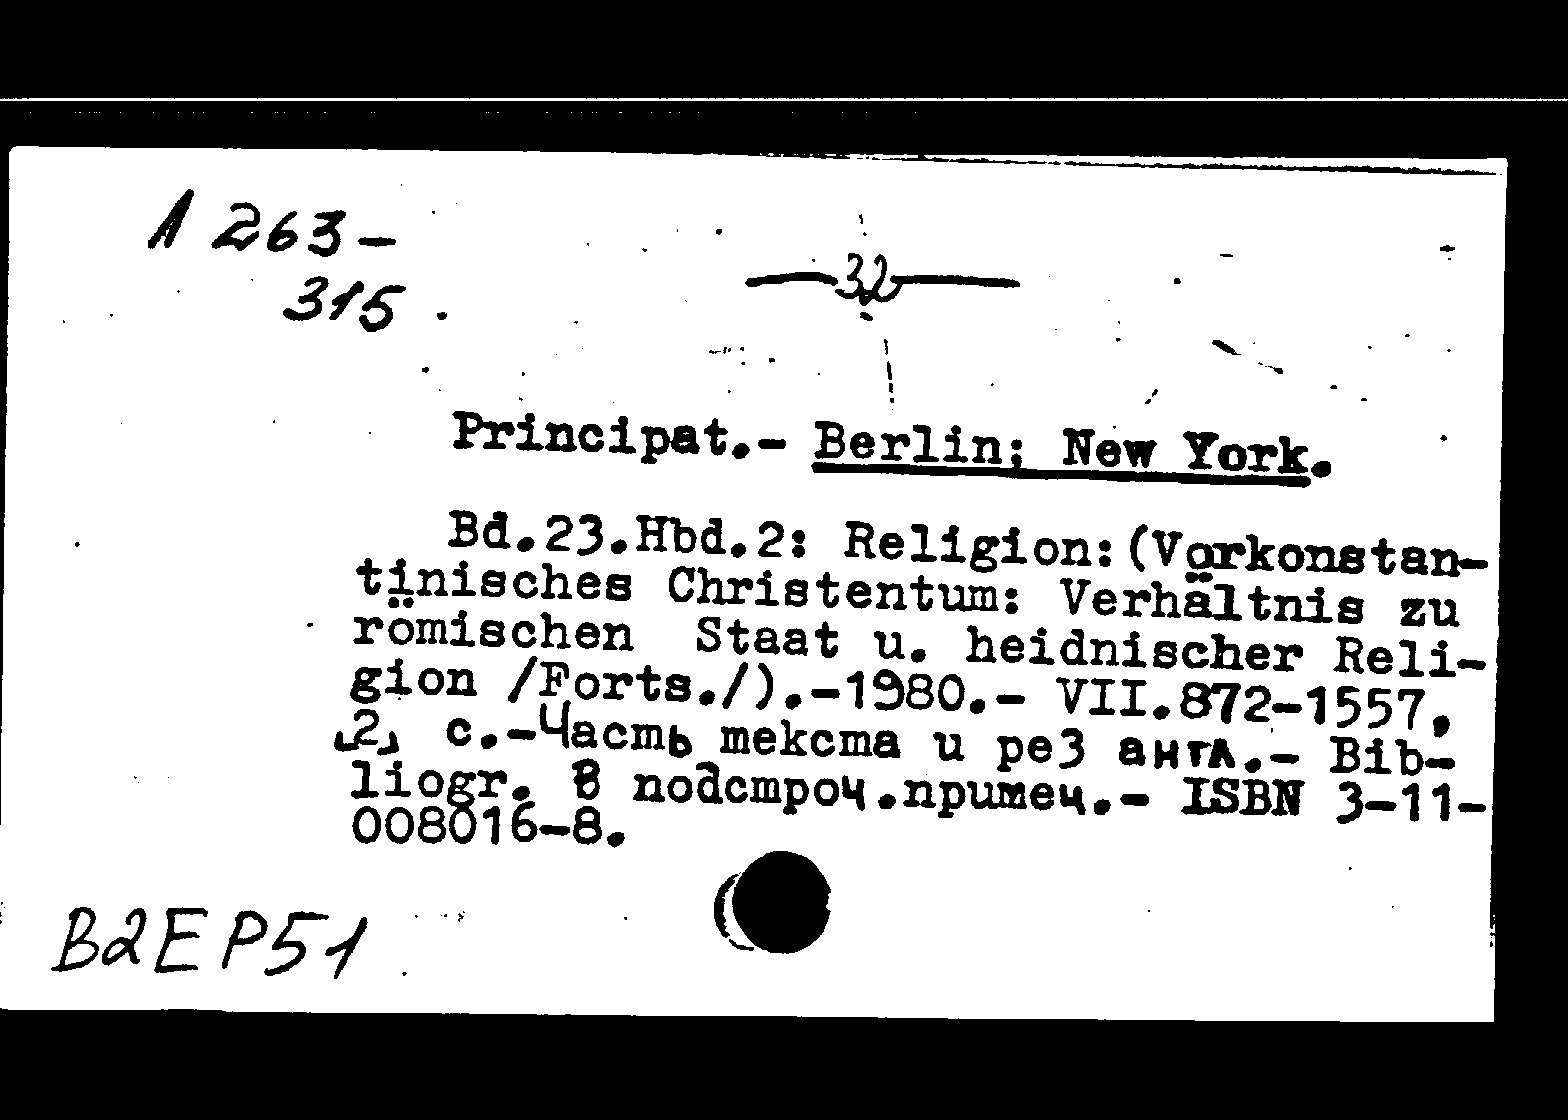 Л 263-
315
—32—
Principat.- Berlin; New York.
Bd.23.Hbd.2: Religion:(Vorkonstan-
tinisches Christentum: Verhältnis zu
römischen Staat u. heidnischer Reli-
gion /Forts./).-1980.- VII.872-1557,
[2] с.-Часть текста и рез англ.- Bib-
liogr. в подстроч.примеч.- ISBN 3-11-
008016-8.
B2EP51